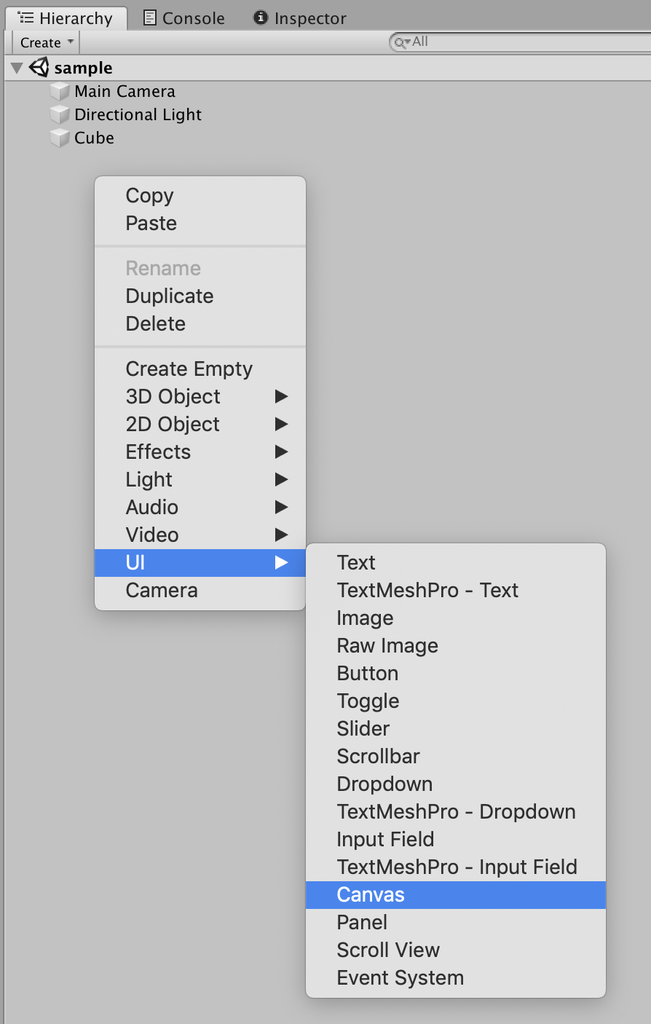 Hierarchy Console Inspector
Create All
sample
Main Camera
Directional Light
Cube
Copy
Paste
Rename
Duplicate
Delete
Create Empty
3D Object
2D Object
Effects
Light
Audio
Video
UI
Camera
Text
TextMeshPro - Text
Image
Raw Image
Button
Toggle
Slider
Scrollbar
Dropdown
TextMeshPro - Dropdown
Input Field
TextMeshPro - Input Field
Canvas
Panel
Scroll View
Event System